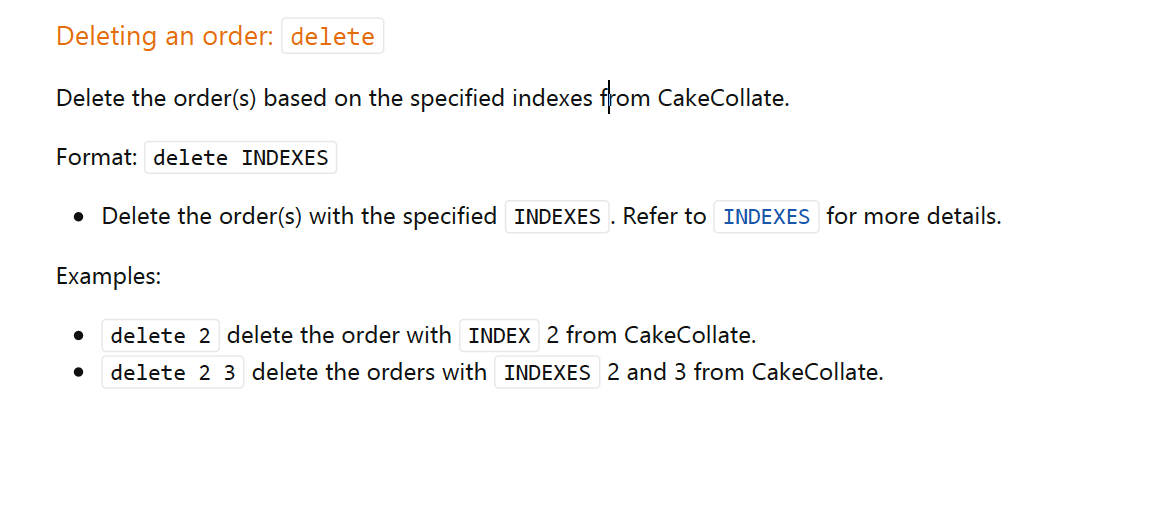 Deleting an order: delete
Delete the order(s) based on the specified indexes from CakeCollate.
Format: delete INDEXES
• Delete the order(s) with the specified INDEXES. Refer to INDEXES for more details.
Examples:
• delete 2 delete the order with INDEX 2 from CakeCollate.
• delete 2 3 delete the orders with INDEXES 2 and 3 from CakeCollate.